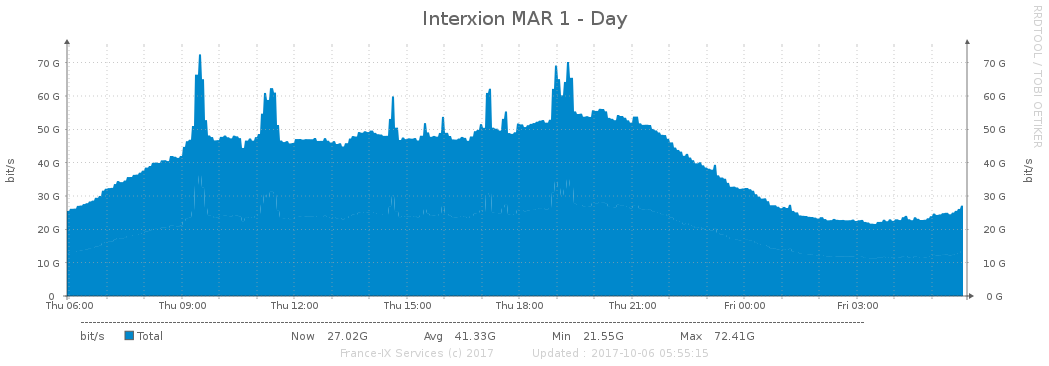 Interxion MAR 1 - Day
RRDTOOL / TOBI OETIKER
bit/s
bit/s
70 G 70 G
60 G 60 G
50 G 50 G
40 G 40 G
30 G 30 G
20 G 20 G
10 G 10 G
0 0 G
Thu 06:00 Thu 09:00 Thu 12:00 Thu 15:00 Thu 18:00 Thu 21:00 Fri 00:00 Fri 03:00
bit/s Total Now 27.02G Avg 41.33G Min 21.55G Max 72.41G
France-IX Services (c) 2017 Updated : 2017-10-06 05:55:15